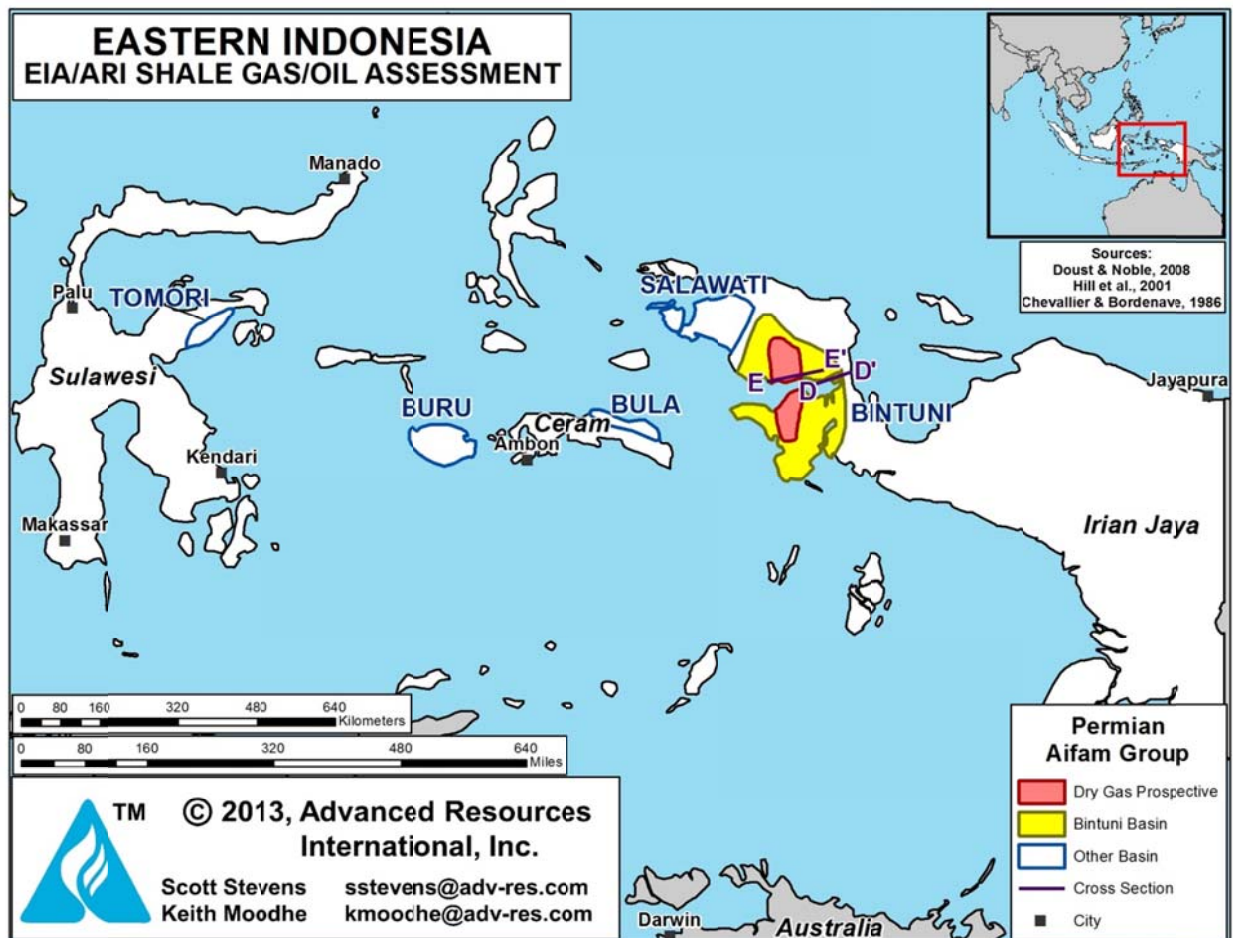 EASTERN INDONESIA
EIA/ARI SHALE GAS/OIL ASSESSMENT
Sources:
Doust & Noble, 2008
Hill et al., 2001
Chevallier & Bordenave, 1986
Manado
Palu
TOMORI
Sulawesi
Kendari
Makassar
BURU
BULA
Ceram
Ambon
SALAWATI
E
E'
D
D'
BINTUNI
Jayapura
Irian Jaya
0 80 160 320 480 640
Kilometers
0 80 160 320 480 640
Miles
TM
© 2013, Advanced Resources
International, Inc.
Scott Stevens sstevens@adv-res.com
Keith Moodhe kmoodhe@adv-res.com
Darwin
Australia
Permian
Aifam Group
Dry Gas Prospective
Bintuni Basin
Other Basin
Cross Section
City